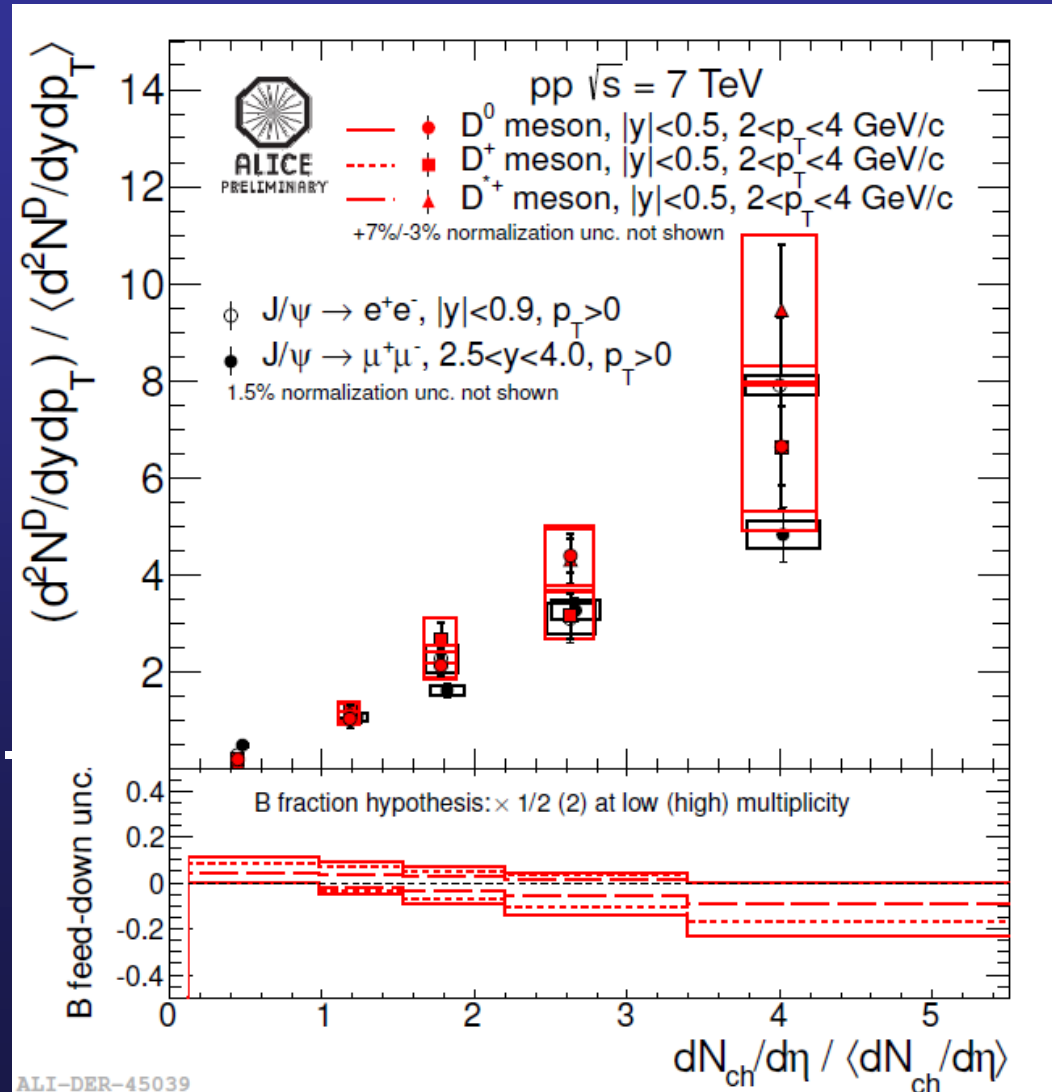 (d²Nᴰ/dydp_T) / ⟨d²Nᴰ/dydp_T⟩
14
12
10
8
6
4
2
ALICE
PRELIMINARY
pp √s = 7 TeV
D⁰ meson, |y|<0.5, 2<p_T<4 GeV/c
D⁺ meson, |y|<0.5, 2<p_T<4 GeV/c
D*⁺ meson, |y|<0.5, 2<p_T<4 GeV/c
+7%/-3% normalization unc. not shown
J/ψ → e⁺e⁻, |y|<0.9, p_T>0
J/ψ → μ⁺μ⁻, 2.5<y<4.0, p_T>0
1.5% normalization unc. not shown
B feed-down unc.
0.4
0.2
0
-0.2
-0.4
B fraction hypothesis: × 1/2 (2) at low (high) multiplicity
0 1 2 3 4 5
dN_ch/dη / ⟨dN_ch/dη⟩
ALI-DER-45039